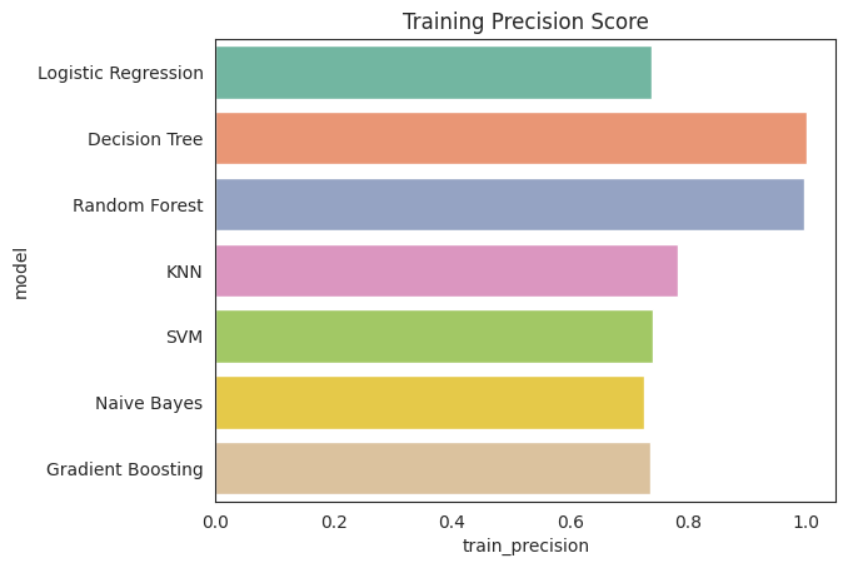 Training Precision Score
Logistic Regression
Decision Tree
Random Forest
KNN
SVM
Naive Bayes
Gradient Boosting
model
0.0 0.2 0.4 0.6 0.8 1.0
train_precision